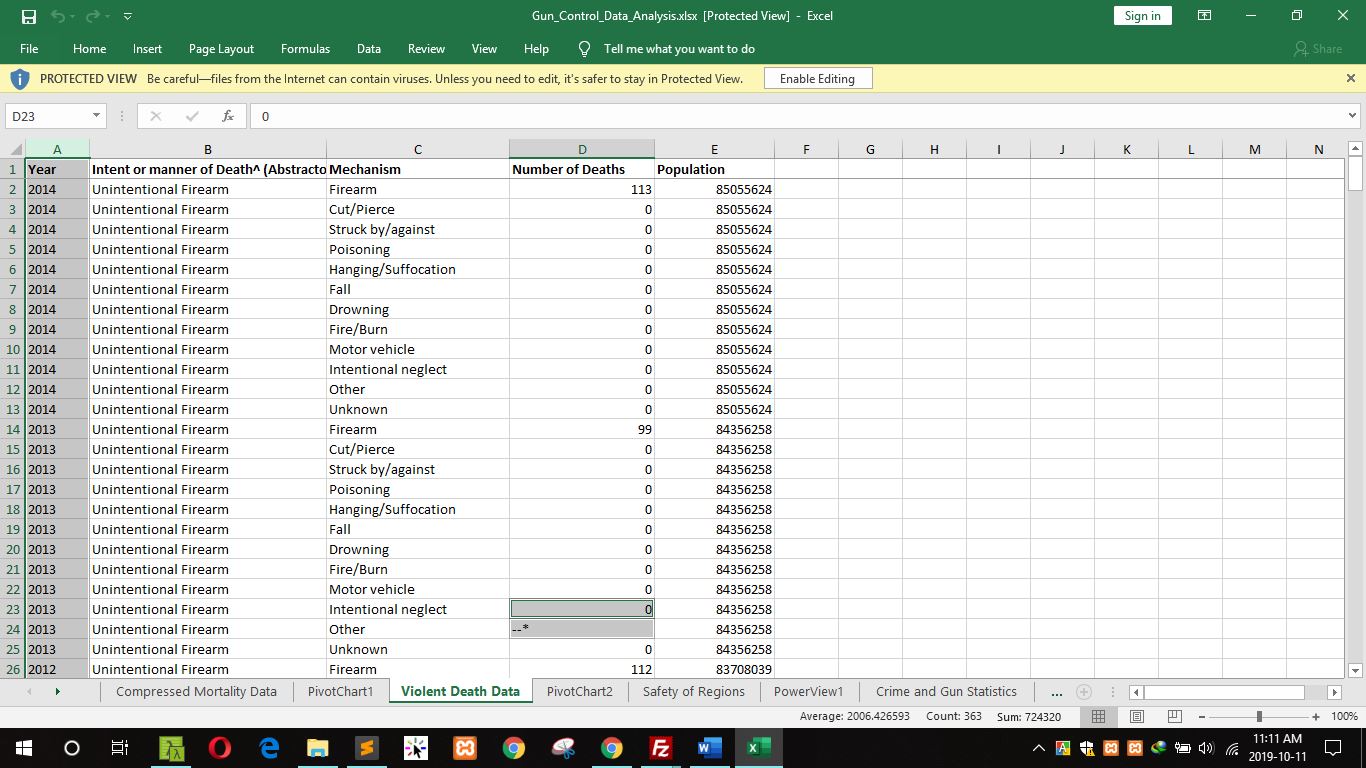 Gun_Control_Data_Analysis.xlsx [Protected View] - Excel
Sign in
File Home Insert Page Layout Formulas Data Review View Help Tell me what you want to do Share
PROTECTED VIEW Be careful—files from the Internet can contain viruses. Unless you need to edit, it's safer to stay in Protected View. Enable Editing
D23 fx 0
A B C D E F G H I J K L M N
1 Year Intent or manner of Death^ (Abstracto Mechanism Number of Deaths Population
2 2014 Unintentional Firearm Firearm 113 85055624
3 2014 Unintentional Firearm Cut/Pierce 0 85055624
4 2014 Unintentional Firearm Struck by/against 0 85055624
5 2014 Unintentional Firearm Poisoning 0 85055624
6 2014 Unintentional Firearm Hanging/Suffocation 0 85055624
7 2014 Unintentional Firearm Fall 0 85055624
8 2014 Unintentional Firearm Drowning 0 85055624
9 2014 Unintentional Firearm Fire/Burn 0 85055624
10 2014 Unintentional Firearm Motor vehicle 0 85055624
11 2014 Unintentional Firearm Intentional neglect 0 85055624
12 2014 Unintentional Firearm Other 0 85055624
13 2014 Unintentional Firearm Unknown 0 85055624
14 2013 Unintentional Firearm Firearm 99 84356258
15 2013 Unintentional Firearm Cut/Pierce 0 84356258
16 2013 Unintentional Firearm Struck by/against 0 84356258
17 2013 Unintentional Firearm Poisoning 0 84356258
18 2013 Unintentional Firearm Hanging/Suffocation 0 84356258
19 2013 Unintentional Firearm Fall 0 84356258
20 2013 Unintentional Firearm Drowning 0 84356258
21 2013 Unintentional Firearm Fire/Burn 0 84356258
22 2013 Unintentional Firearm Motor vehicle 0 84356258
23 2013 Unintentional Firearm Intentional neglect 0 84356258
24 2013 Unintentional Firearm Other --* 84356258
25 2013 Unintentional Firearm Unknown 0 84356258
26 2012 Unintentional Firearm Firearm 112 83708039
Compressed Mortality Data PivotChart1 Violent Death Data PivotChart2 Safety of Regions PowerView1 Crime and Gun Statistics ...
Average: 2006.426593 Count: 363 Sum: 724320 100%
11:11 AM
2019-10-11